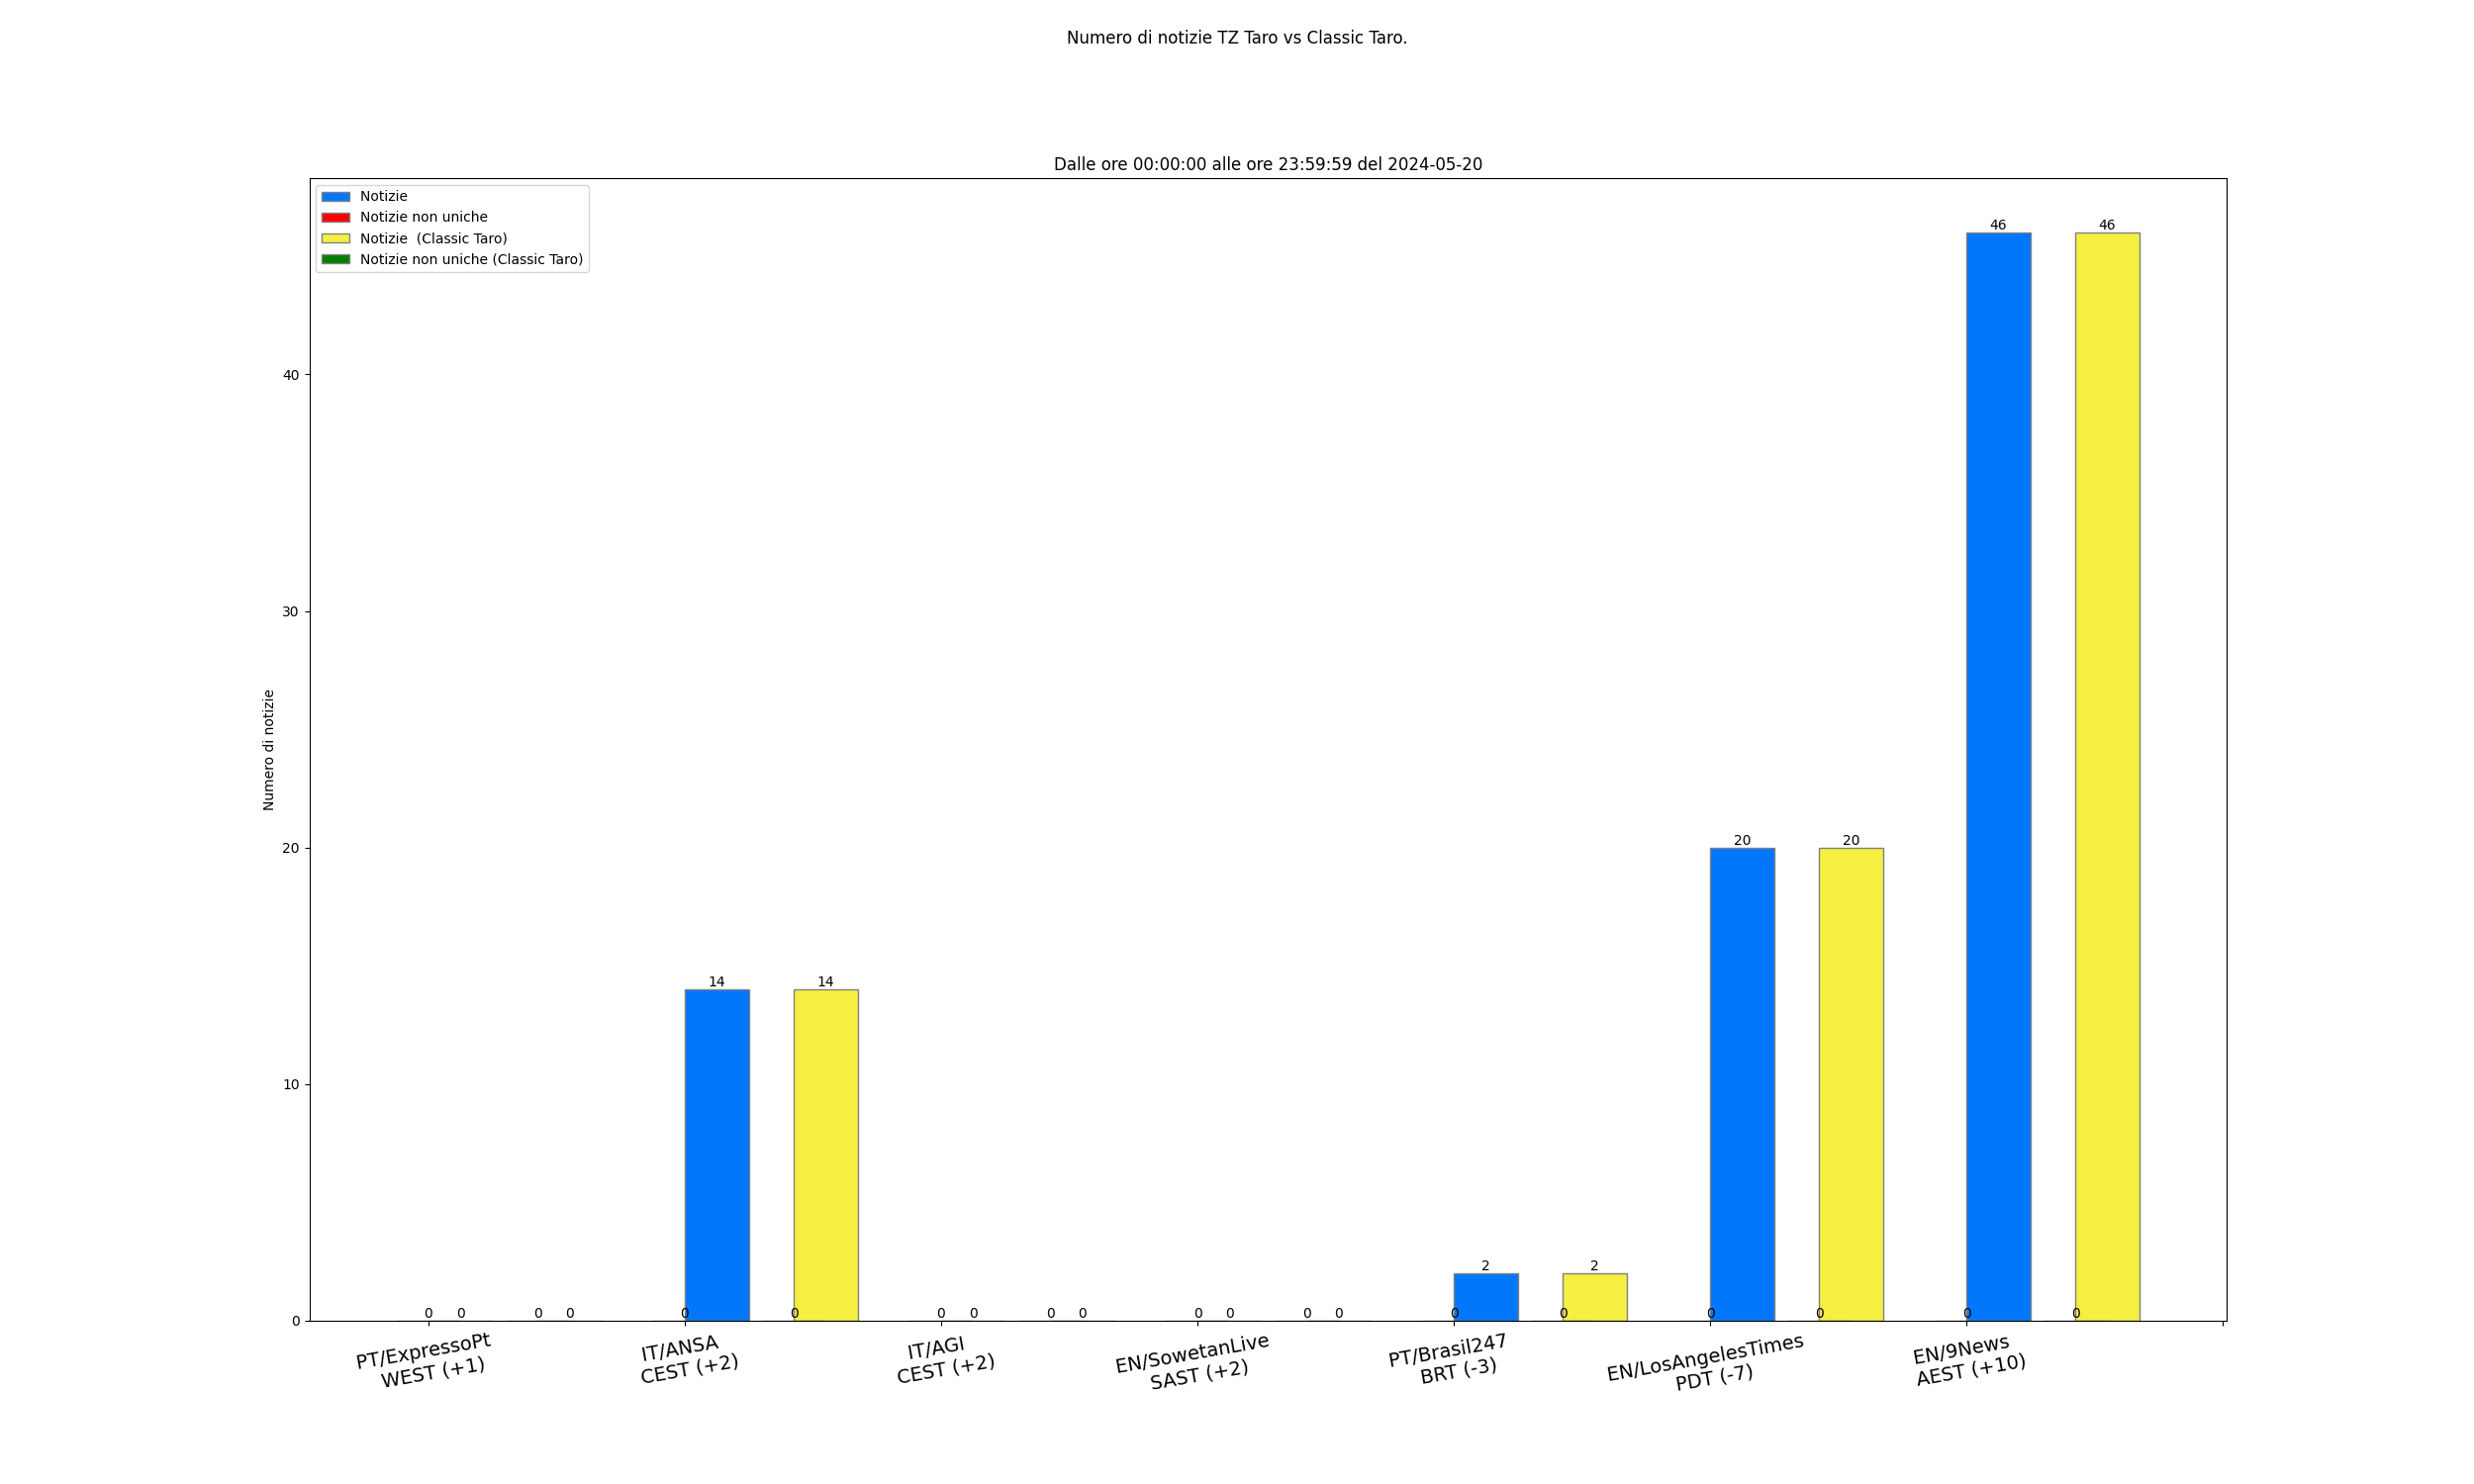 Numero di notizie TZ Taro vs Classic Taro.
Dalle ore 00:00:00 alle ore 23:59:59 del 2024-05-20
Notizie
Notizie non uniche
Notizie  (Classic Taro)
Notizie non uniche (Classic Taro)
46 46
40
30
Numero di notizie
20 20 20
14 14
10
2 2
0 0 0 0 0 0 0 0 0 0 0 0 0 0 0 0 0 0 0 0 0
PT/ExpressoPt
WEST (+1)
IT/ANSA
CEST (+2)
IT/AGI
CEST (+2)
EN/SowetanLive
SAST (+2)
PT/Brasil247
BRT (-3)
EN/LosAngelesTimes
PDT (-7)
EN/9News
AEST (+10)